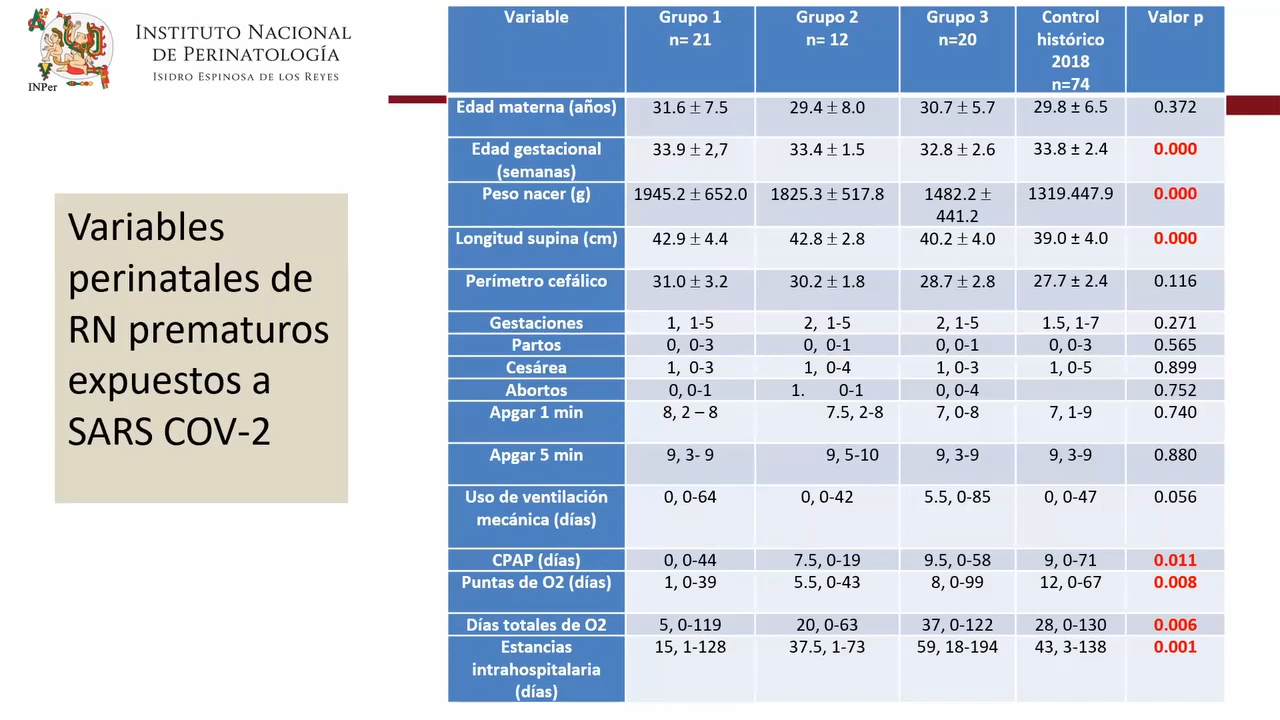 INSTITUTO NACIONAL
DE PERINATOLOGÍA
ISIDRO ESPINOSA DE LOS REYES
INPer
Variables
perinatales de
RN prematuros
expuestos a
SARS COV-2
Variable Grupo 1 n= 21 Grupo 2 n= 12 Grupo 3 n=20 Control histórico 2018 n=74 Valor p
Edad materna (años) 31.6 ± 7.5 29.4 ± 8.0 30.7 ± 5.7 29.8 ± 6.5 0.372
Edad gestacional (semanas) 33.9 ± 2,7 33.4 ± 1.5 32.8 ± 2.6 33.8 ± 2.4 0.000
Peso nacer (g) 1945.2 ± 652.0 1825.3 ± 517.8 1482.2 ± 441.2 1319.447.9 0.000
Longitud supina (cm) 42.9 ± 4.4 42.8 ± 2.8 40.2 ± 4.0 39.0 ± 4.0 0.000
Perímetro cefálico 31.0 ± 3.2 30.2 ± 1.8 28.7 ± 2.8 27.7 ± 2.4 0.116
Gestaciones 1, 1-5 2, 1-5 2, 1-5 1.5, 1-7 0.271
Partos 0, 0-3 0, 0-1 0, 0-1 0, 0-3 0.565
Cesárea 1, 0-3 1, 0-4 1, 0-3 1, 0-5 0.899
Abortos 0, 0-1 1. 0-1 0, 0-4 0.752
Apgar 1 min 8, 2 – 8 7.5, 2-8 7, 0-8 7, 1-9 0.740
Apgar 5 min 9, 3- 9 9, 5-10 9, 3-9 9, 3-9 0.880
Uso de ventilación mecánica (días) 0, 0-64 0, 0-42 5.5, 0-85 0, 0-47 0.056
CPAP (días) 0, 0-44 7.5, 0-19 9.5, 0-58 9, 0-71 0.011
Puntas de O2 (días) 1, 0-39 5.5, 0-43 8, 0-99 12, 0-67 0.008
Días totales de O2 5, 0-119 20, 0-63 37, 0-122 28, 0-130 0.006
Estancias intrahospitalaria (días) 15, 1-128 37.5, 1-73 59, 18-194 43, 3-138 0.001